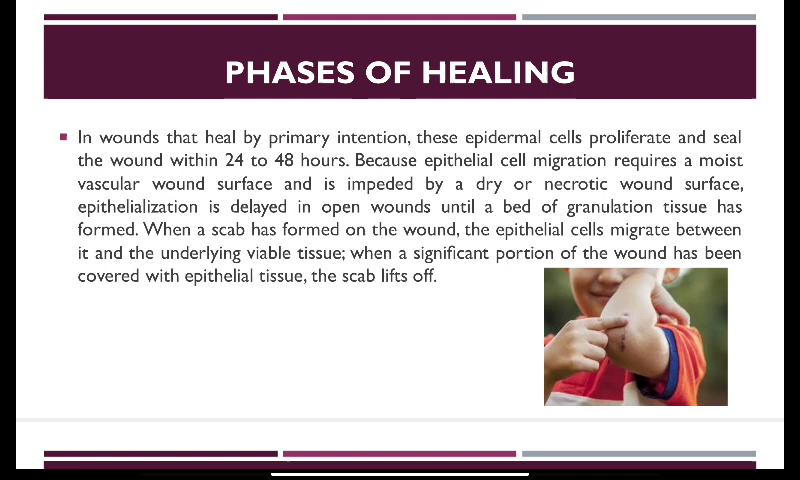 PHASES OF HEALING
In wounds that heal by primary intention, these epidermal cells proliferate and seal
the wound within 24 to 48 hours. Because epithelial cell migration requires a moist
vascular wound surface and is impeded by a dry or necrotic wound surface,
epithelialization is delayed in open wounds until a bed of granulation tissue has
formed. When a scab has formed on the wound, the epithelial cells migrate between
it and the underlying viable tissue; when a significant portion of the wound has been
covered with epithelial tissue, the scab lifts off.